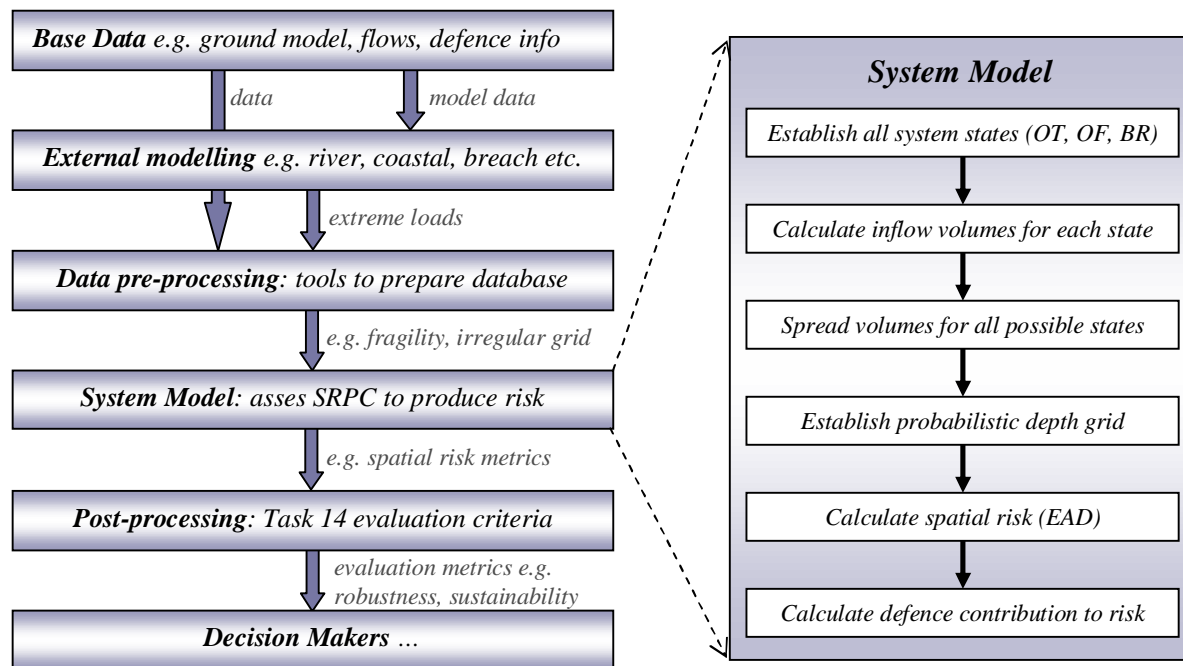 Base Data e.g. ground model, flows, defence info
data
model data
External modelling e.g. river, coastal, breach etc.
extreme loads
Data pre-processing: tools to prepare database
e.g. fragility, irregular grid
System Model: asses SRPC to produce risk
e.g. spatial risk metrics
Post-processing: Task 14 evaluation criteria
evaluation metrics e.g.
robustness, sustainability
Decision Makers ...
System Model
Establish all system states (OT, OF, BR)
Calculate inflow volumes for each state
Spread volumes for all possible states
Establish probabilistic depth grid
Calculate spatial risk (EAD)
Calculate defence contribution to risk